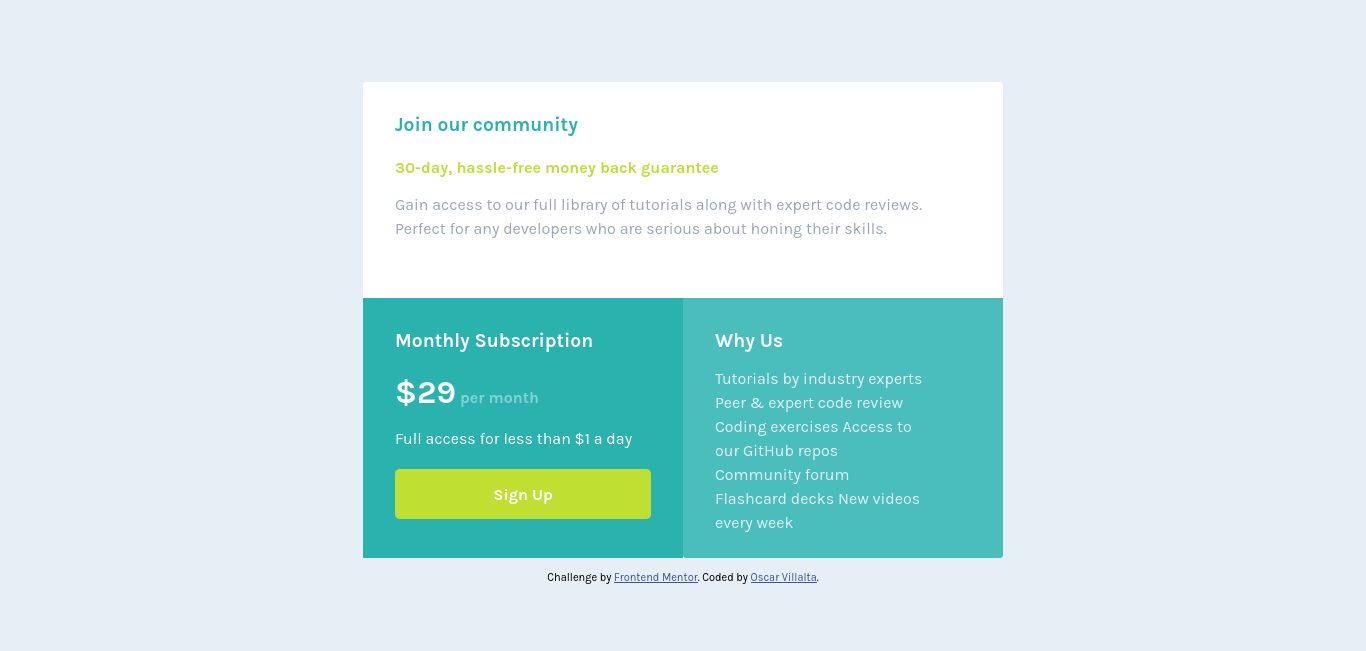 Join our community
30-day, hassle-free money back guarantee
Gain access to our full library of tutorials along with expert code reviews.
Perfect for any developers who are serious about honing their skills.
Monthly Subscription
$29 per month
Full access for less than $1 a day
Sign Up
Why Us
Tutorials by industry experts
Peer & expert code review
Coding exercises Access to
our GitHub repos
Community forum
Flashcard decks New videos
every week
Challenge by Frontend Mentor. Coded by Oscar Villalta.